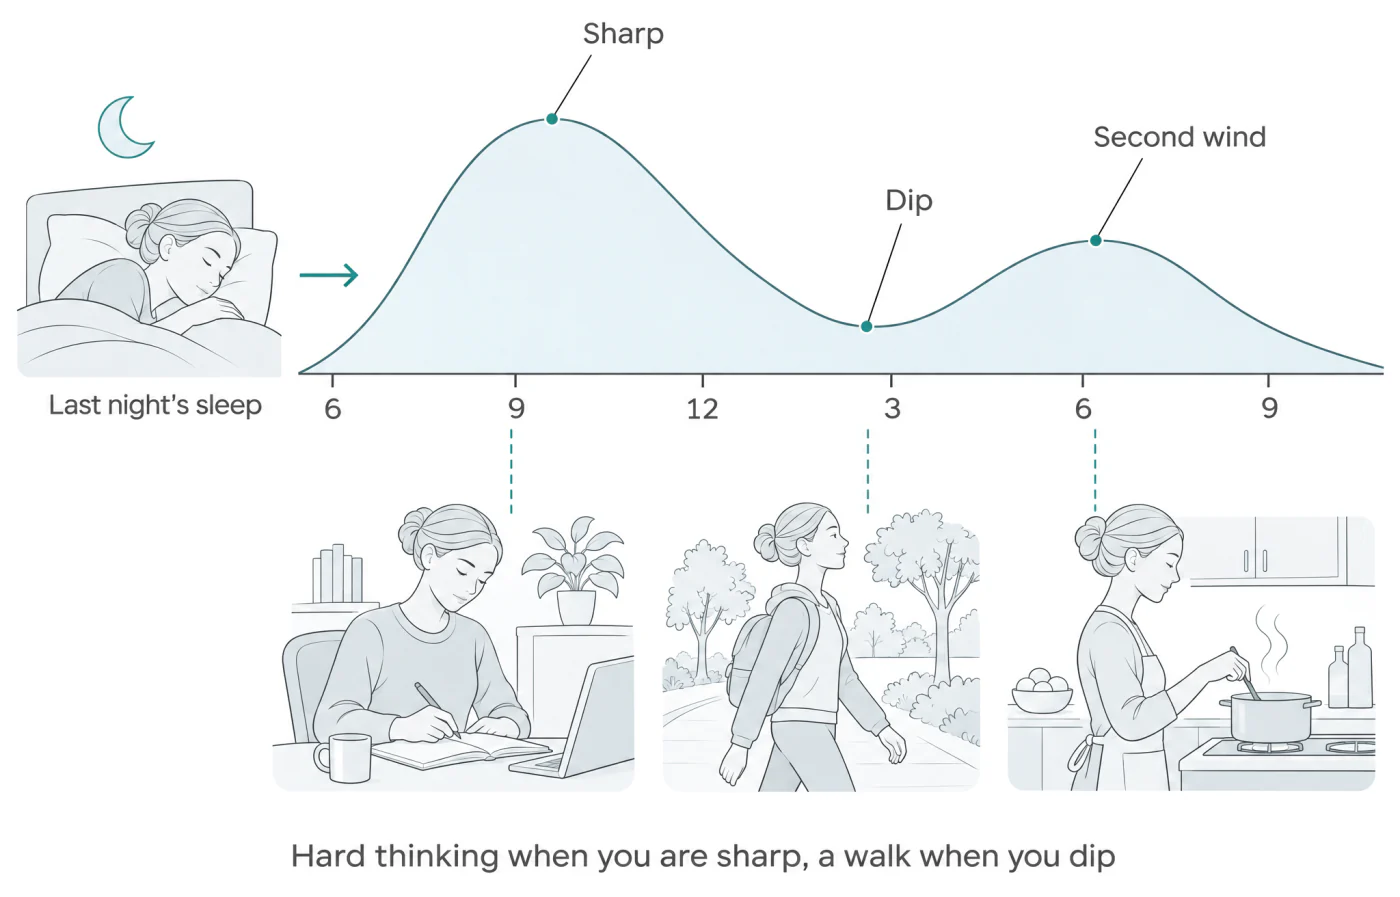 Sharp
Second wind
Dip
Last night's sleep
6 9 12 3 6 9
Hard thinking when you are sharp, a walk when you dip